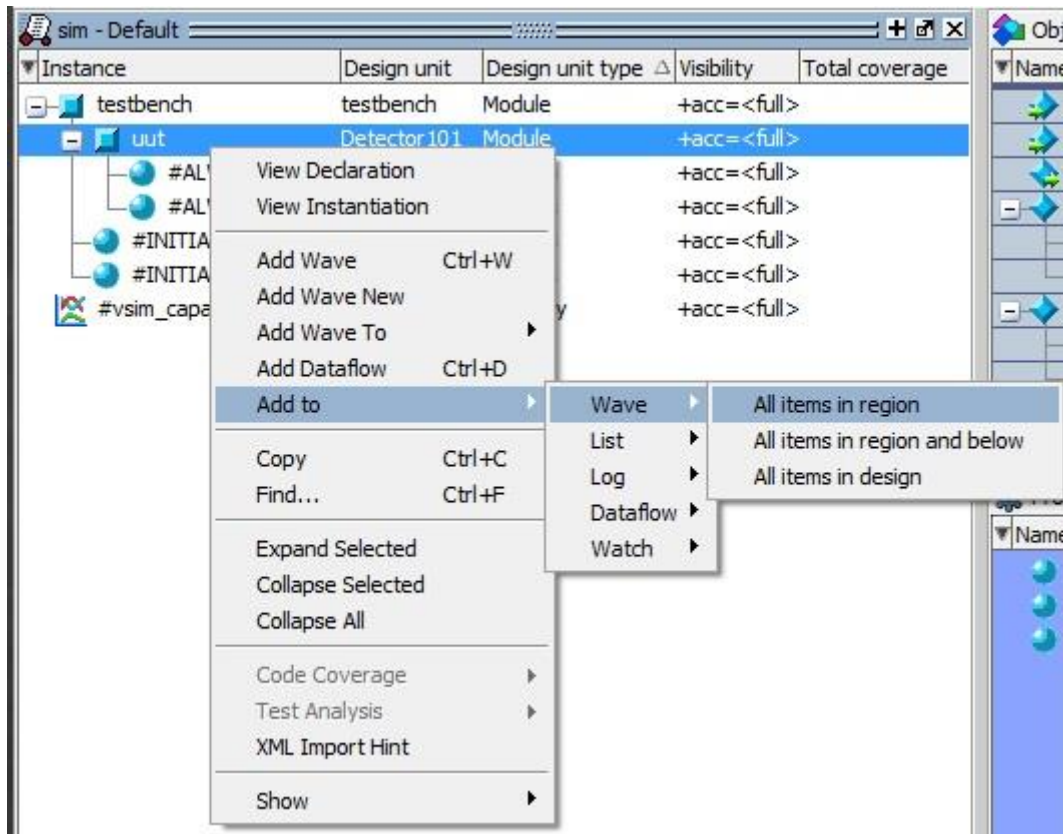 sim - Default
Instance Design unit Design unit type Visibility Total coverage
testbench testbench Module +acc=<full>
uut Detector101 Module +acc=<full>
+acc=<full>
+acc=<full>
#INITIA +acc=<full>
#INITIA +acc=<full>
#vsim_capa y +acc=<full>
View Declaration
View Instantiation
Add Wave Ctrl+W
Add Wave New
Add Wave To
Add Dataflow Ctrl+D
Add to
Copy Ctrl+C
Find... Ctrl+F
Expand Selected
Collapse Selected
Collapse All
Code Coverage
Test Analysis
XML Import Hint
Show
Wave
List
Log
Dataflow
Watch
All items in region
All items in region and below
All items in design
Obj
Name
Name